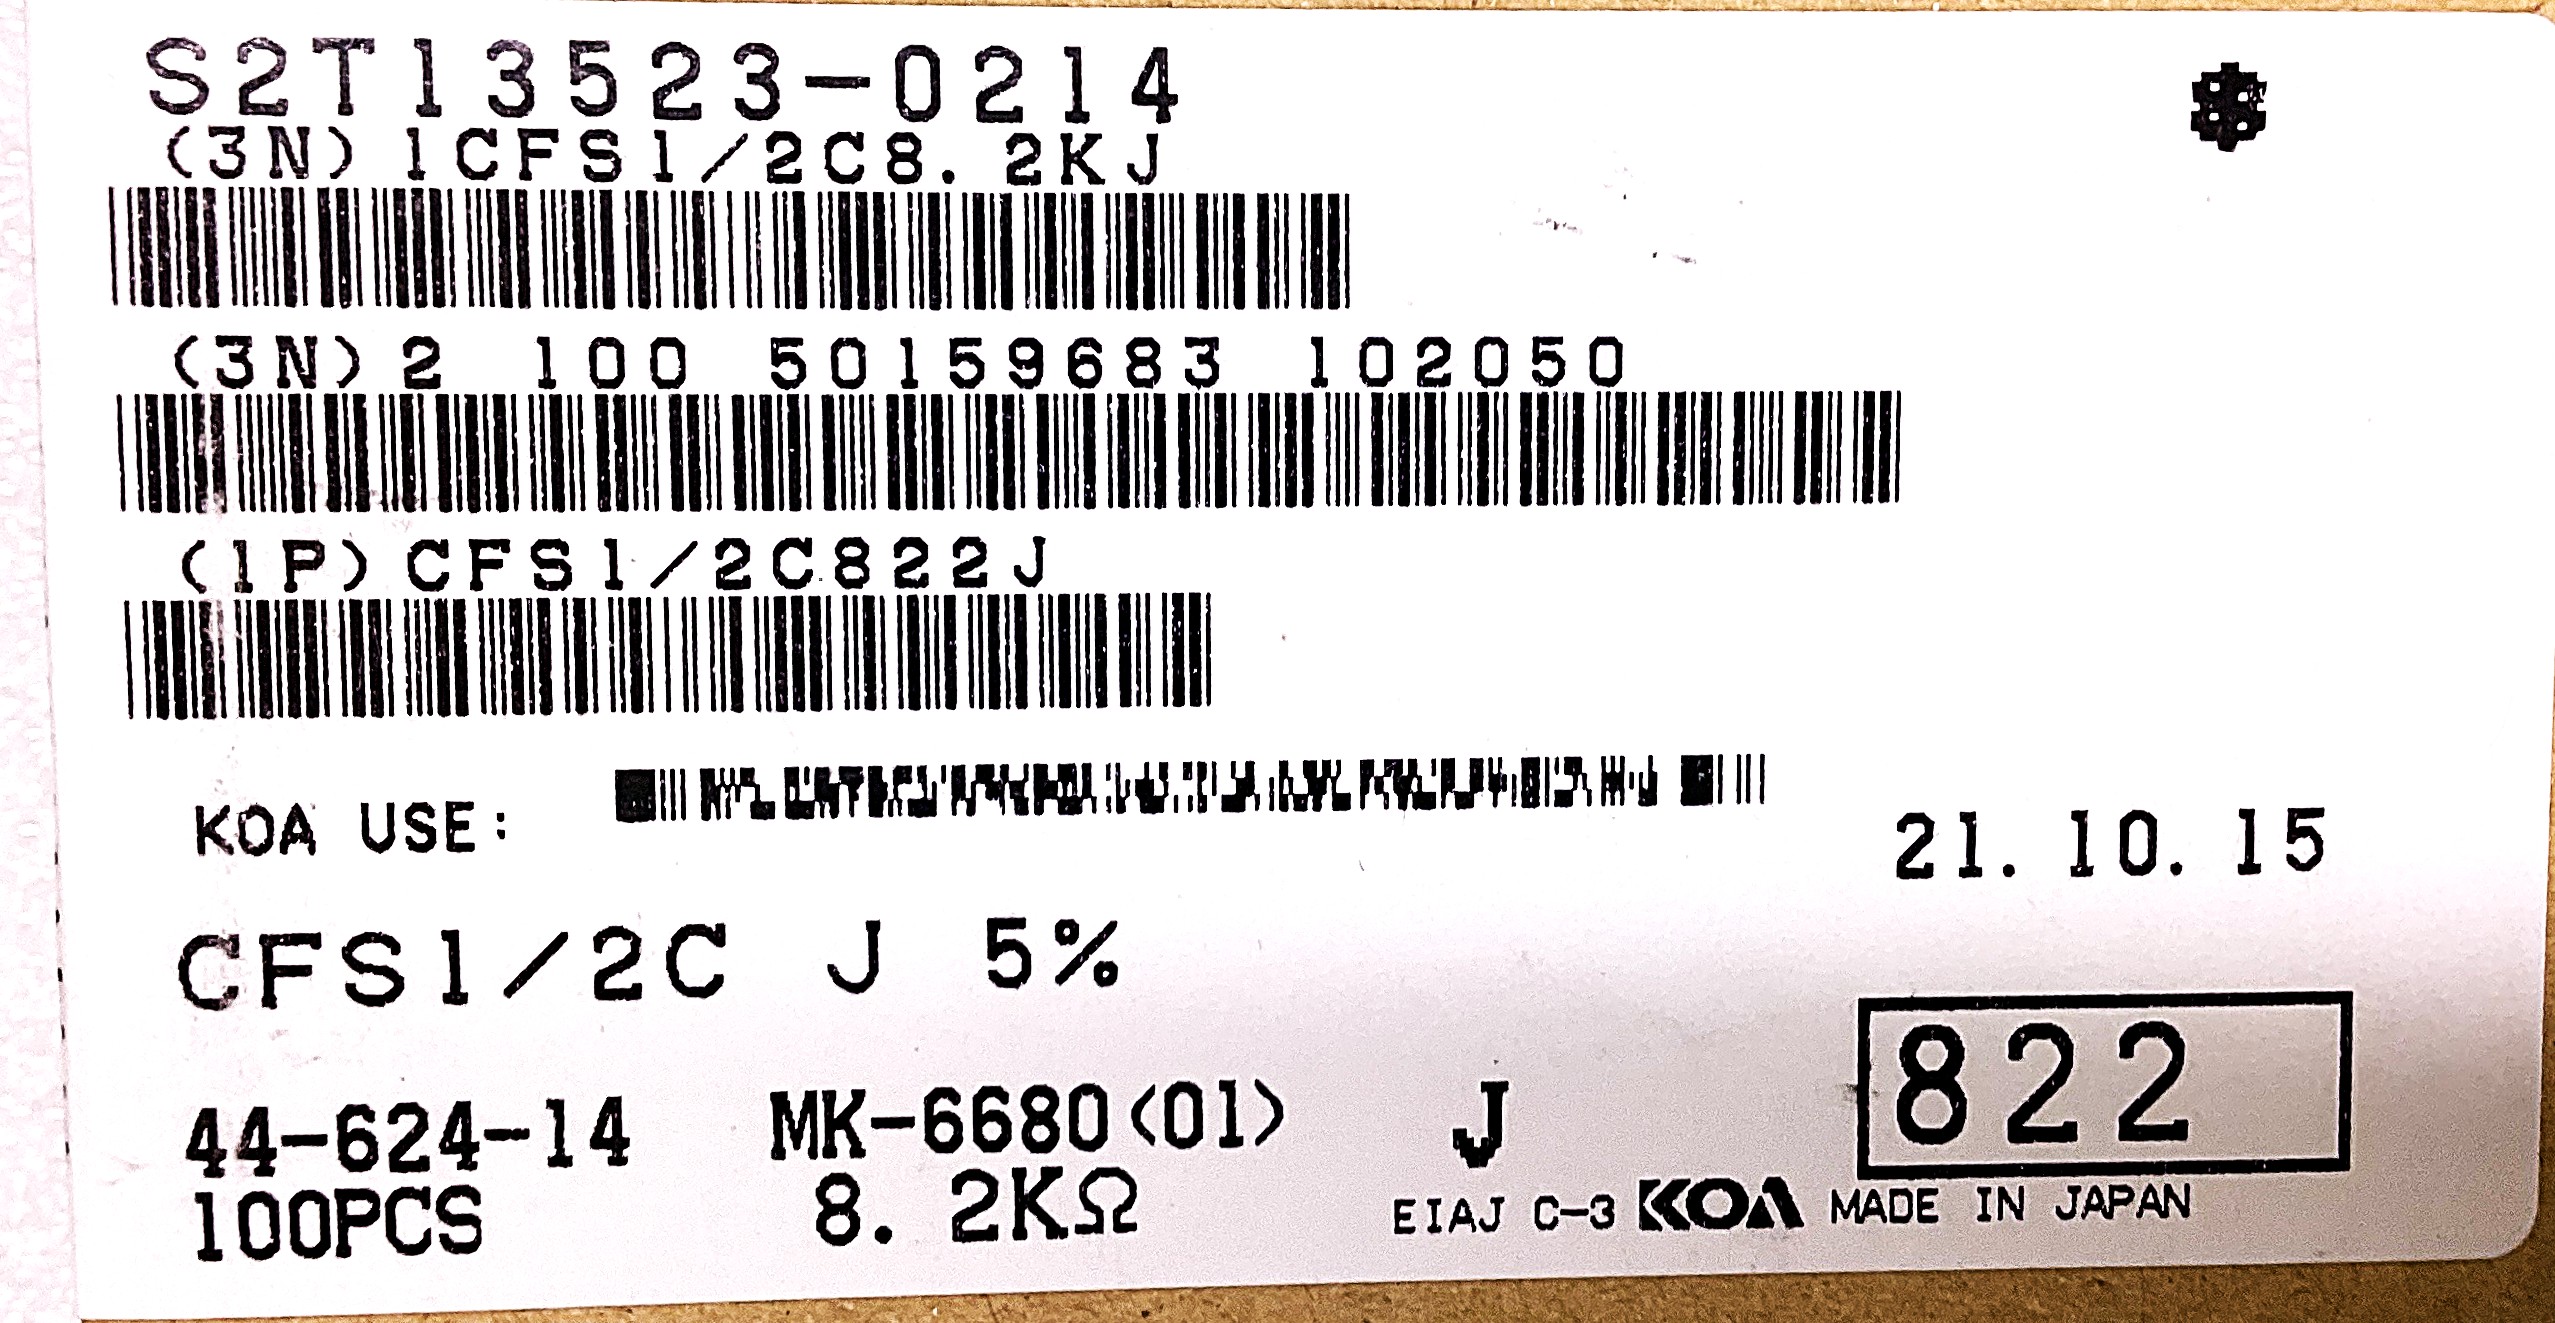 S2T13523-0214
(3N)1CFS1/2C8.2KJ
(3N)2 100 50159683 102050
(1P)CFS1/2C822J
KOA USE:
21.10.15
CFS1/2C J 5%
822
44-624-14 MK-6680<01> J
100PCS 8.2KΩ EIAJ C-3 KOA MADE IN JAPAN